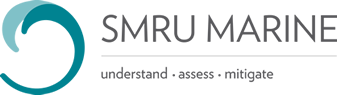 SMRU MARINE
understand · assess · mitigate